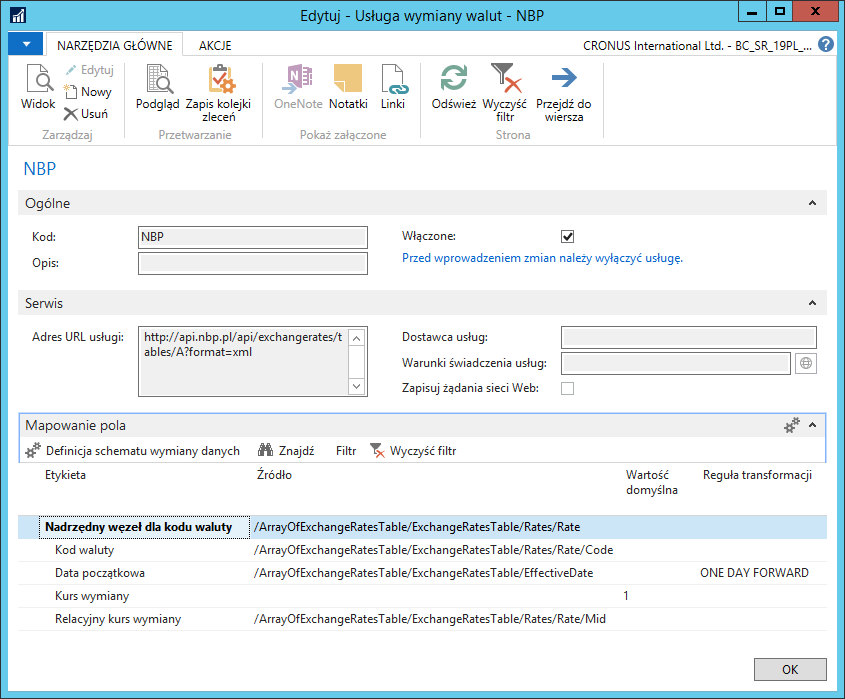 Edytuj - Usługa wymiany walut - NBP
NARZĘDZIA GŁÓWNE
AKCJE
CRONUS International Ltd. - BC_SR_19PL_...
Widok
Edytuj
Nowy
Usuń
Zarządzaj
Podgląd
Zapis kolejki
zleceń
Przetwarzanie
OneNote
Notatki
Linki
Pokaż załączone
Odśwież
Wyczyść
filtr
Przejdź do
wiersza
Strona
NBP
Ogólne
Kod:
NBP
Opis:
Włączone:
Przed wprowadzeniem zmian należy wyłączyć usługę.
Serwis
Adres URL usługi:
http://api.nbp.pl/api/exchangerates/t
ables/A?format=xml
Dostawca usług:
Warunki świadczenia usług:
Zapisuj żądania sieci Web:
Mapowanie pola
Definicja schematu wymiany danych
Znajdź
Filtr
Wyczyść filtr
Etykieta
Źródło
Wartość
domyślna
Reguła transformacji
Nadrzędny węzeł dla kodu waluty
/ArrayOfExchangeRatesTable/ExchangeRatesTable/Rates/Rate
Kod waluty
/ArrayOfExchangeRatesTable/ExchangeRatesTable/Rates/Rate/Code
Data początkowa
/ArrayOfExchangeRatesTable/ExchangeRatesTable/EffectiveDate
ONE DAY FORWARD
Kurs wymiany
1
Relacyjny kurs wymiany
/ArrayOfExchangeRatesTable/ExchangeRatesTable/Rates/Rate/Mid
OK